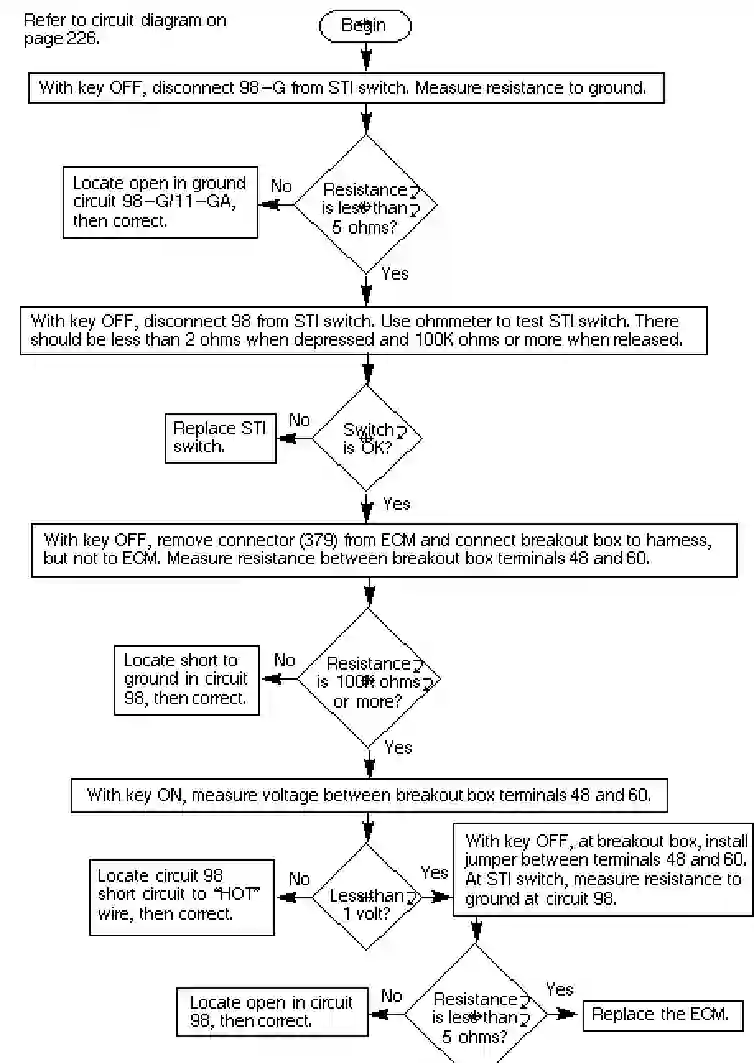 Refer to circuit diagram on
page 226.
Begin
With key OFF, disconnect 98-G from STI switch. Measure resistance to ground.
Locate open in ground
circuit 98-G/11-GA,
then correct.
No
Resistance
is less than
5 ohms?
Yes
With key OFF, disconnect 98 from STI switch. Use ohmmeter to test STI switch. There
should be less than 2 ohms when depressed and 100K ohms or more when released.
Replace STI
switch.
No
Switch
is OK?
Yes
With key OFF, remove connector (379) from ECM and connect breakout box to harness,
but not to ECM. Measure resistance between breakout box terminals 48 and 60.
Locate short to
ground in circuit
98, then correct.
No
Resistance
is 100K ohms
or more?
Yes
With key ON, measure voltage between breakout box terminals 48 and 60.
Locate circuit 98
short circuit to "HOT"
wire, then correct.
No
Less than
1 volt?
Yes
With key OFF, at breakout box, install
jumper between terminals 48 and 60.
At STI switch, measure resistance to
ground at circuit 98.
Locate open in circuit
98, then correct.
No
Resistance
is less than
5 ohms?
Yes
Replace the ECM.